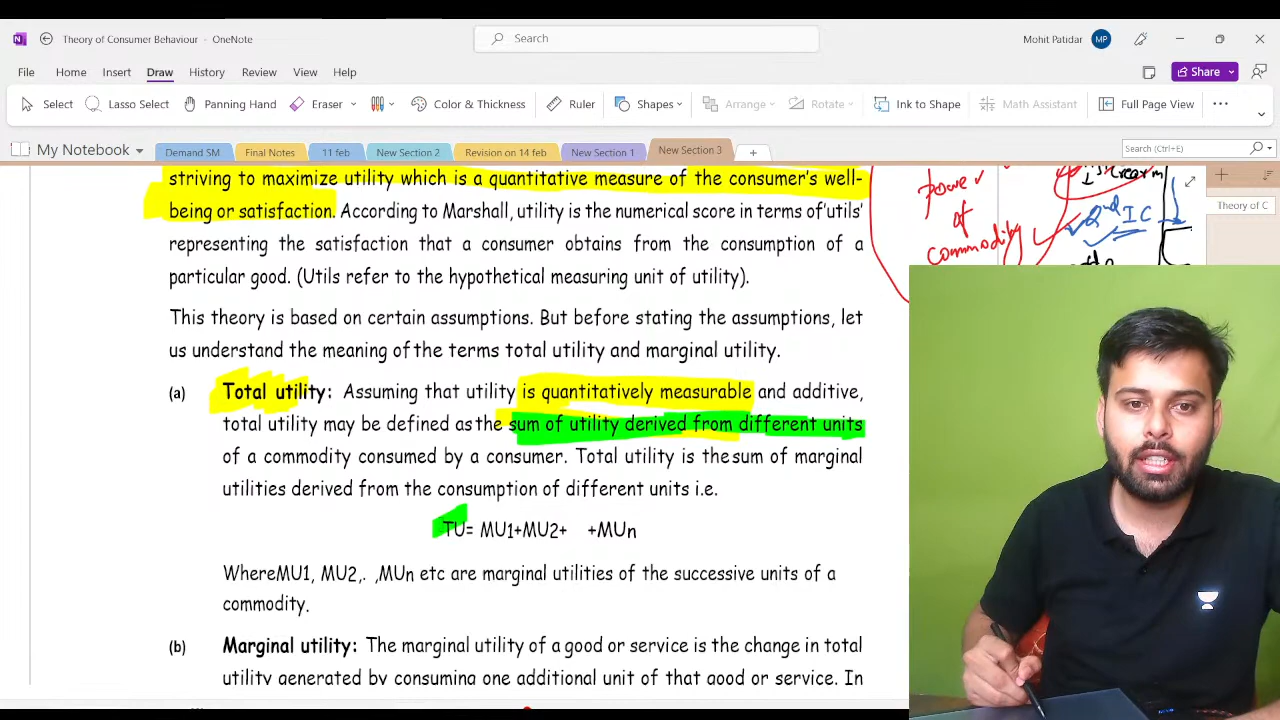 Theory of Consumer Behaviour - OneNote
Search
Mohit Patidar
MP
File Home Insert Draw History Review View Help
Share
Select Lasso Select Panning Hand Eraser Color & Thickness Ruler Shapes Arrange Rotate Ink to Shape Math Assistant Full Page View
My Notebook
Demand SM Final Notes 11 feb New Section 2 Revision on 14 feb New Section 1 New Section 3
Search (Ctrl+E)
Theory of C
striving to maximize utility which is a quantitative measure of the consumer's well-
being or satisfaction. According to Marshall, utility is the numerical score in terms of'utils'
representing the satisfaction that a consumer obtains from the consumption of a
particular good. (Utils refer to the hypothetical measuring unit of utility).
This theory is based on certain assumptions. But before stating the assumptions, let
us understand the meaning of the terms total utility and marginal utility.
(a) Total utility: Assuming that utility is quantitatively measurable and additive,
total utility may be defined as the sum of utility derived from different units
of a commodity consumed by a consumer. Total utility is the sum of marginal
utilities derived from the consumption of different units i.e.
TU= MU1+MU2+ +MUn
WhereMU1, MU2,. ,MUn etc are marginal utilities of the successive units of a
commodity.
(b) Marginal utility: The marginal utility of a good or service is the change in total
utility generated by consuming one additional unit of that good or service. In
power
of
commodity
2nd IC